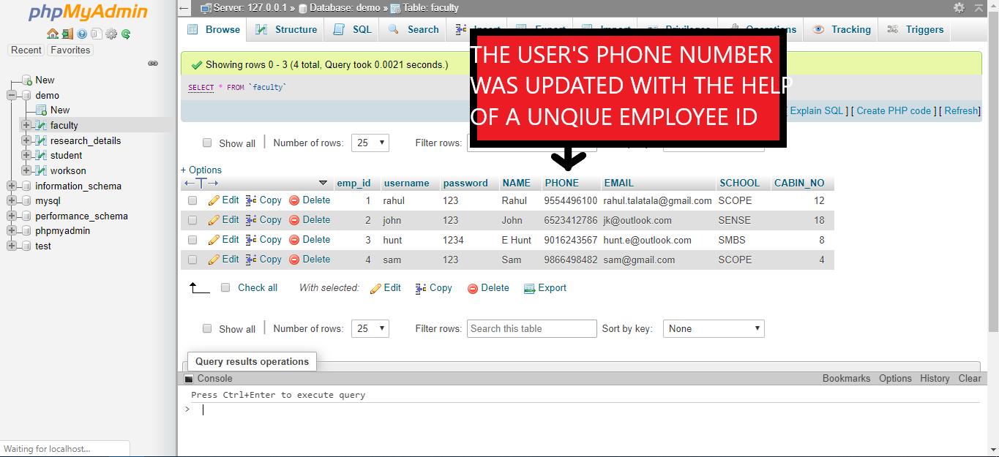 phpMyAdmin
Recent Favorites
New
demo
New
faculty
research_details
student
workson
information_schema
mysql
performance_schema
phpmyadmin
test
Waiting for localhost...
Server: 127.0.0.1 » Database: demo » Table: faculty
Browse Structure SQL Search Insert Export Import Privileges Operations Tracking Triggers
Showing rows 0 - 3 (4 total, Query took 0.0021 seconds.)
SELECT * FROM `faculty`
THE USER'S PHONE NUMBER
WAS UPDATED WITH THE HELP
OF A UNQIUE EMPLOYEE ID
[ Explain SQL ] [ Create PHP code ] [ Refresh]
Show all | Number of rows: 25 Filter rows:
+ Options
←T→ emp_id username password NAME PHONE EMAIL SCHOOL CABIN_NO
Edit Copy Delete 1 rahul 123 Rahul 9554496100 rahul.talatala@gmail.com SCOPE 12
Edit Copy Delete 2 john 123 John 6523412786 jk@outlook.com SENSE 18
Edit Copy Delete 3 hunt 1234 E Hunt 9016243567 hunt.e@outlook.com SMBS 8
Edit Copy Delete 4 sam 123 Sam 9866498482 sam@gmail.com SCOPE 4
Check all With selected: Edit Copy Delete Export
Show all | Number of rows: 25 Filter rows: Search this table Sort by key: None
Query results operations
Console Bookmarks Options History Clear
Press Ctrl+Enter to execute query
>